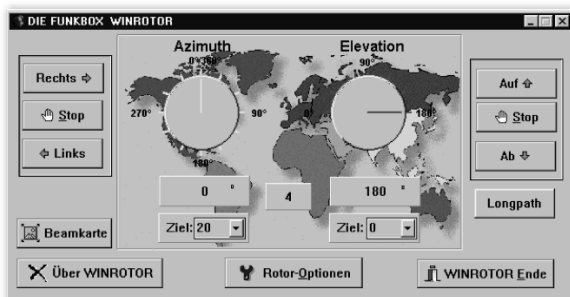 DIE FUNKBOX WINROTOR
Azimuth
Elevation
0°360°
90°
270°
90°
0°
180°
180°
Rechts
Stop
Links
Auf
Stop
Ab
0 °
4
180 °
Longpath
Beamkarte
Ziel: 20
Ziel: 0
Über WINROTOR
Rotor-Optionen
WINROTOR Ende